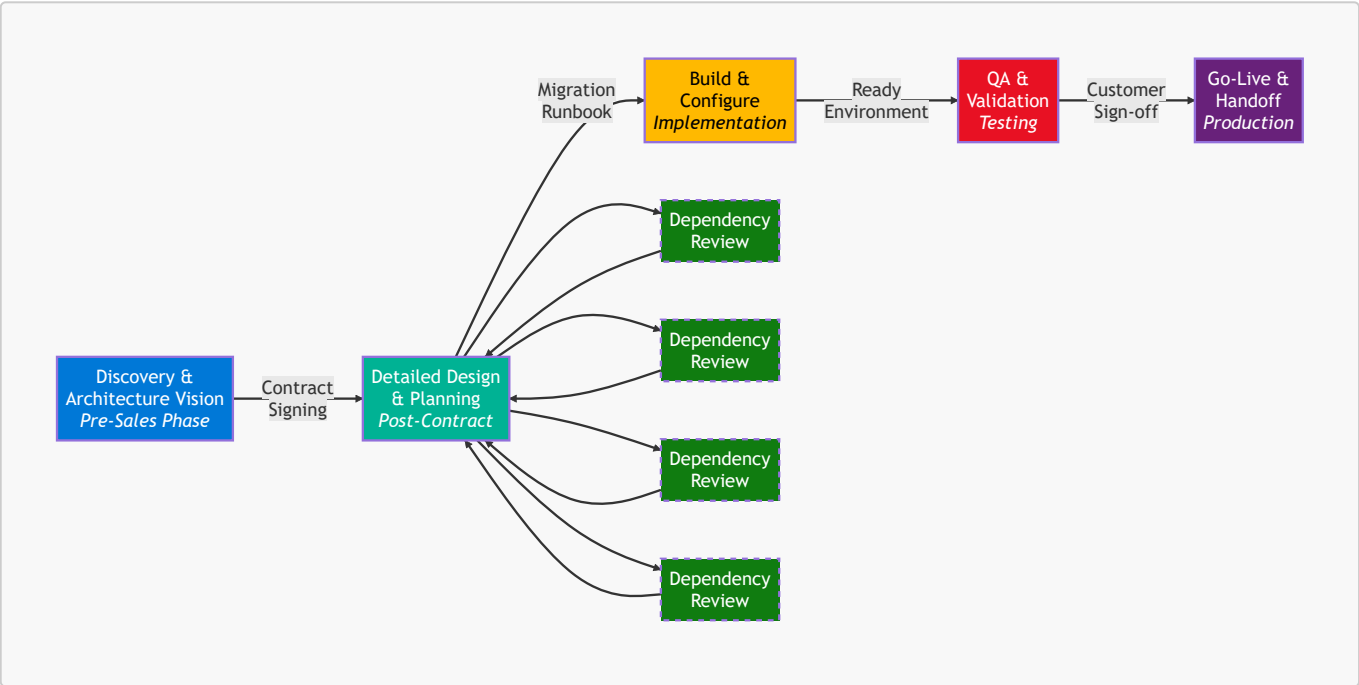 Migration
Runbook
Build &
Configure
Implementation
Ready
Environment
QA &
Validation
Testing
Customer
Sign-off
Go-Live &
Handoff
Production
Dependency
Review
Dependency
Review
Discovery &
Architecture Vision
Pre-Sales Phase
Contract
Signing
Detailed Design
& Planning
Post-Contract
Dependency
Review
Dependency
Review